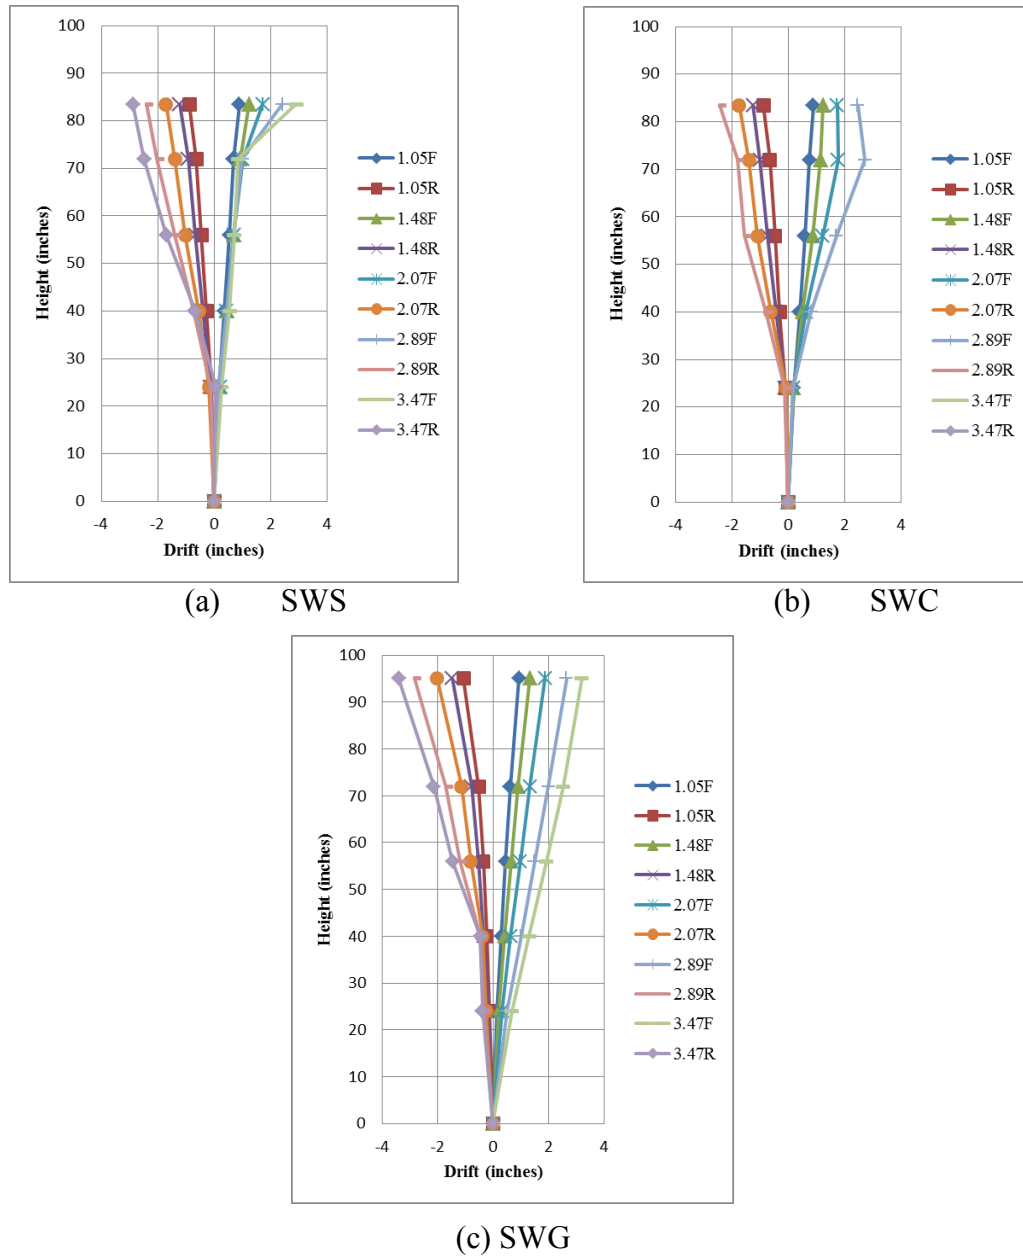 100
90
80
70
60
50
40
30
20
10
0
-4 -2 0 2 4
Height (inches)
Drift (inches)
1.05F
1.05R
1.48F
1.48R
2.07F
2.07R
2.89F
2.89R
3.47F
3.47R
(a) SWS
100
90
80
70
60
50
40
30
20
10
0
-4 -2 0 2 4
Height (inches)
Drift (inches)
1.05F
1.05R
1.48F
1.48R
2.07F
2.07R
2.89F
2.89R
3.47F
3.47R
(b) SWC
100
90
80
70
60
50
40
30
20
10
0
-4 -2 0 2 4
Height (inches)
Drift (inches)
1.05F
1.05R
1.48F
1.48R
2.07F
2.07R
2.89F
2.89R
3.47F
3.47R
(c) SWG